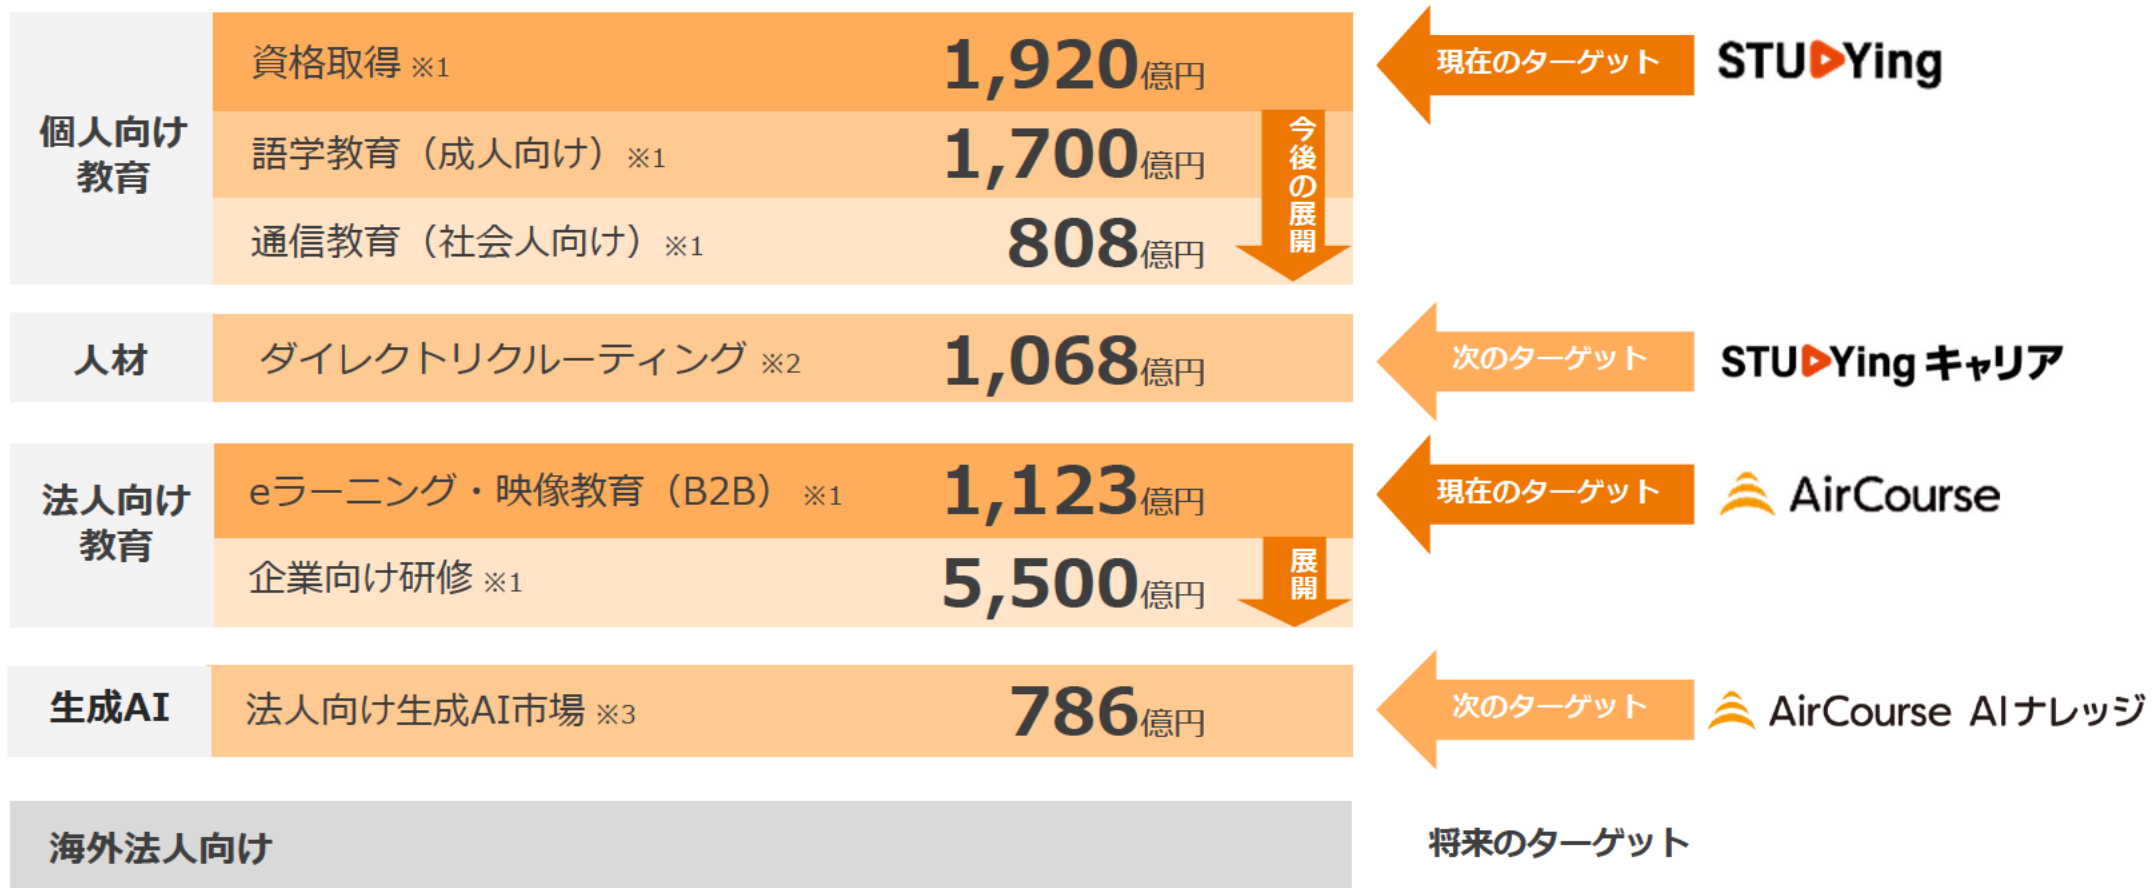 個人向け
教育
資格取得 ※1 1,920億円
現在のターゲット
STUDYing
語学教育（成人向け）※1 1,700億円
通信教育（社会人向け）※1 808億円
今後の展開
人材
ダイレクトリクルーティング ※2 1,068億円
次のターゲット
STUDYing キャリア
法人向け
教育
eラーニング・映像教育（B2B） ※1 1,123億円
現在のターゲット
AirCourse
企業向け研修 ※1 5,500億円
展開
生成AI
法人向け生成AI市場 ※3 786億円
次のターゲット
AirCourse AIナレッジ
海外法人向け
将来のターゲット